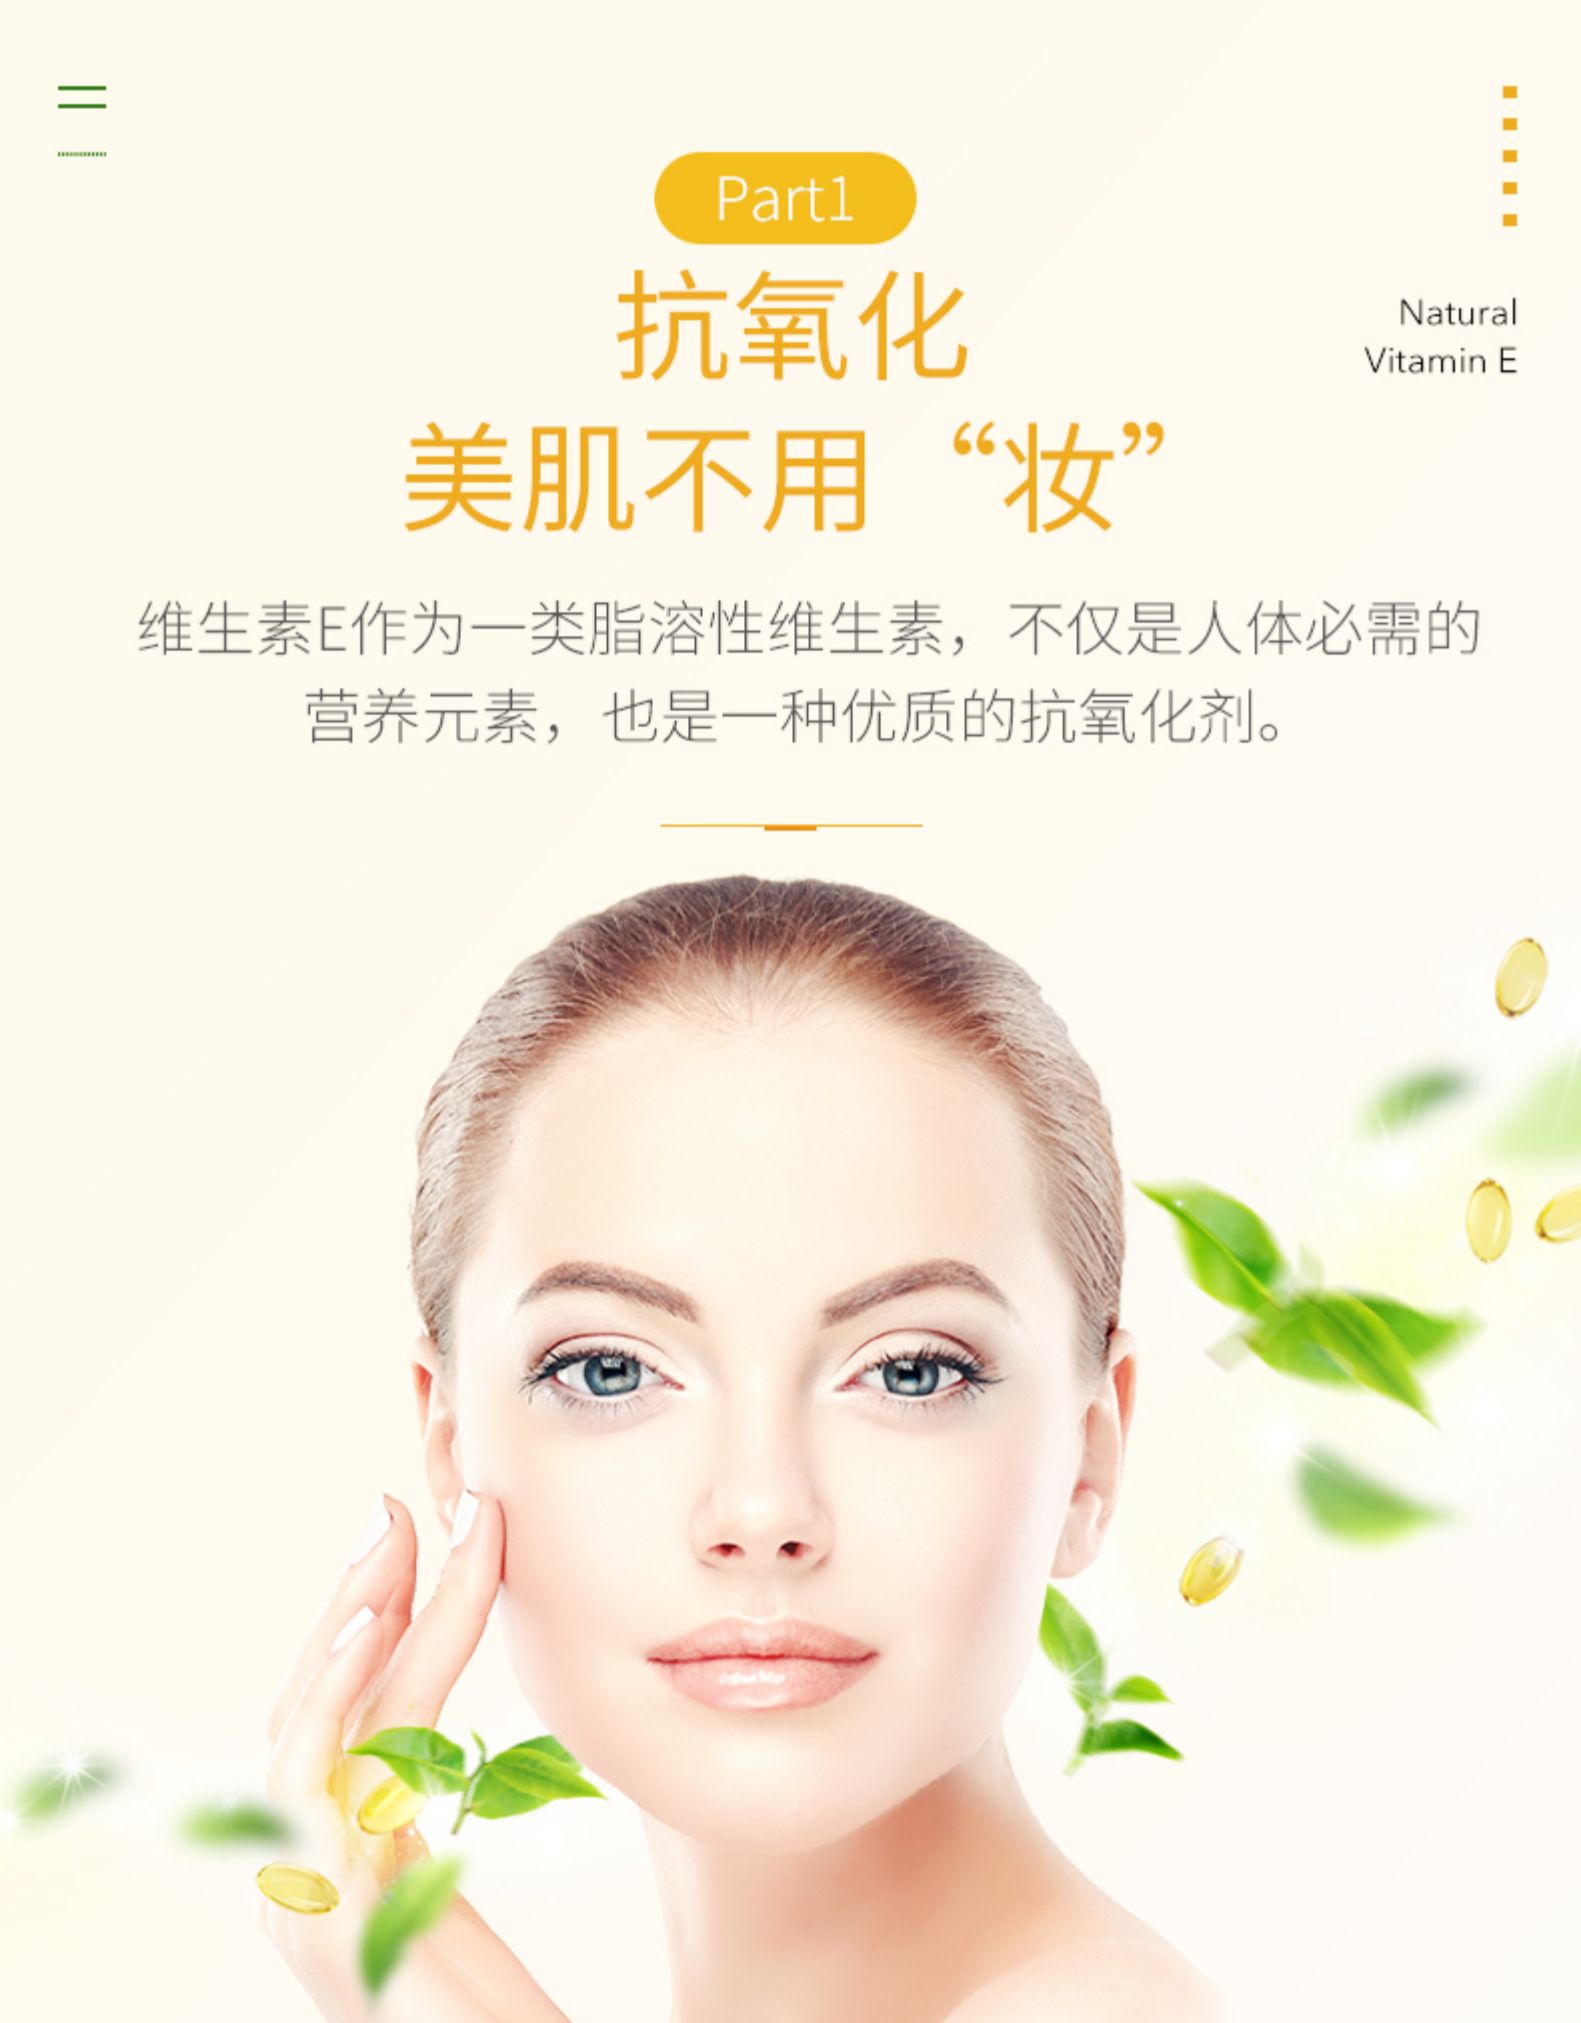 Part1
抗氧化
Natural
Vitamin E
美肌不用“妆”
维生素E作为一类脂溶性维生素，不仅是人体必需的
营养元素，也是一种优质的抗氧化剂。